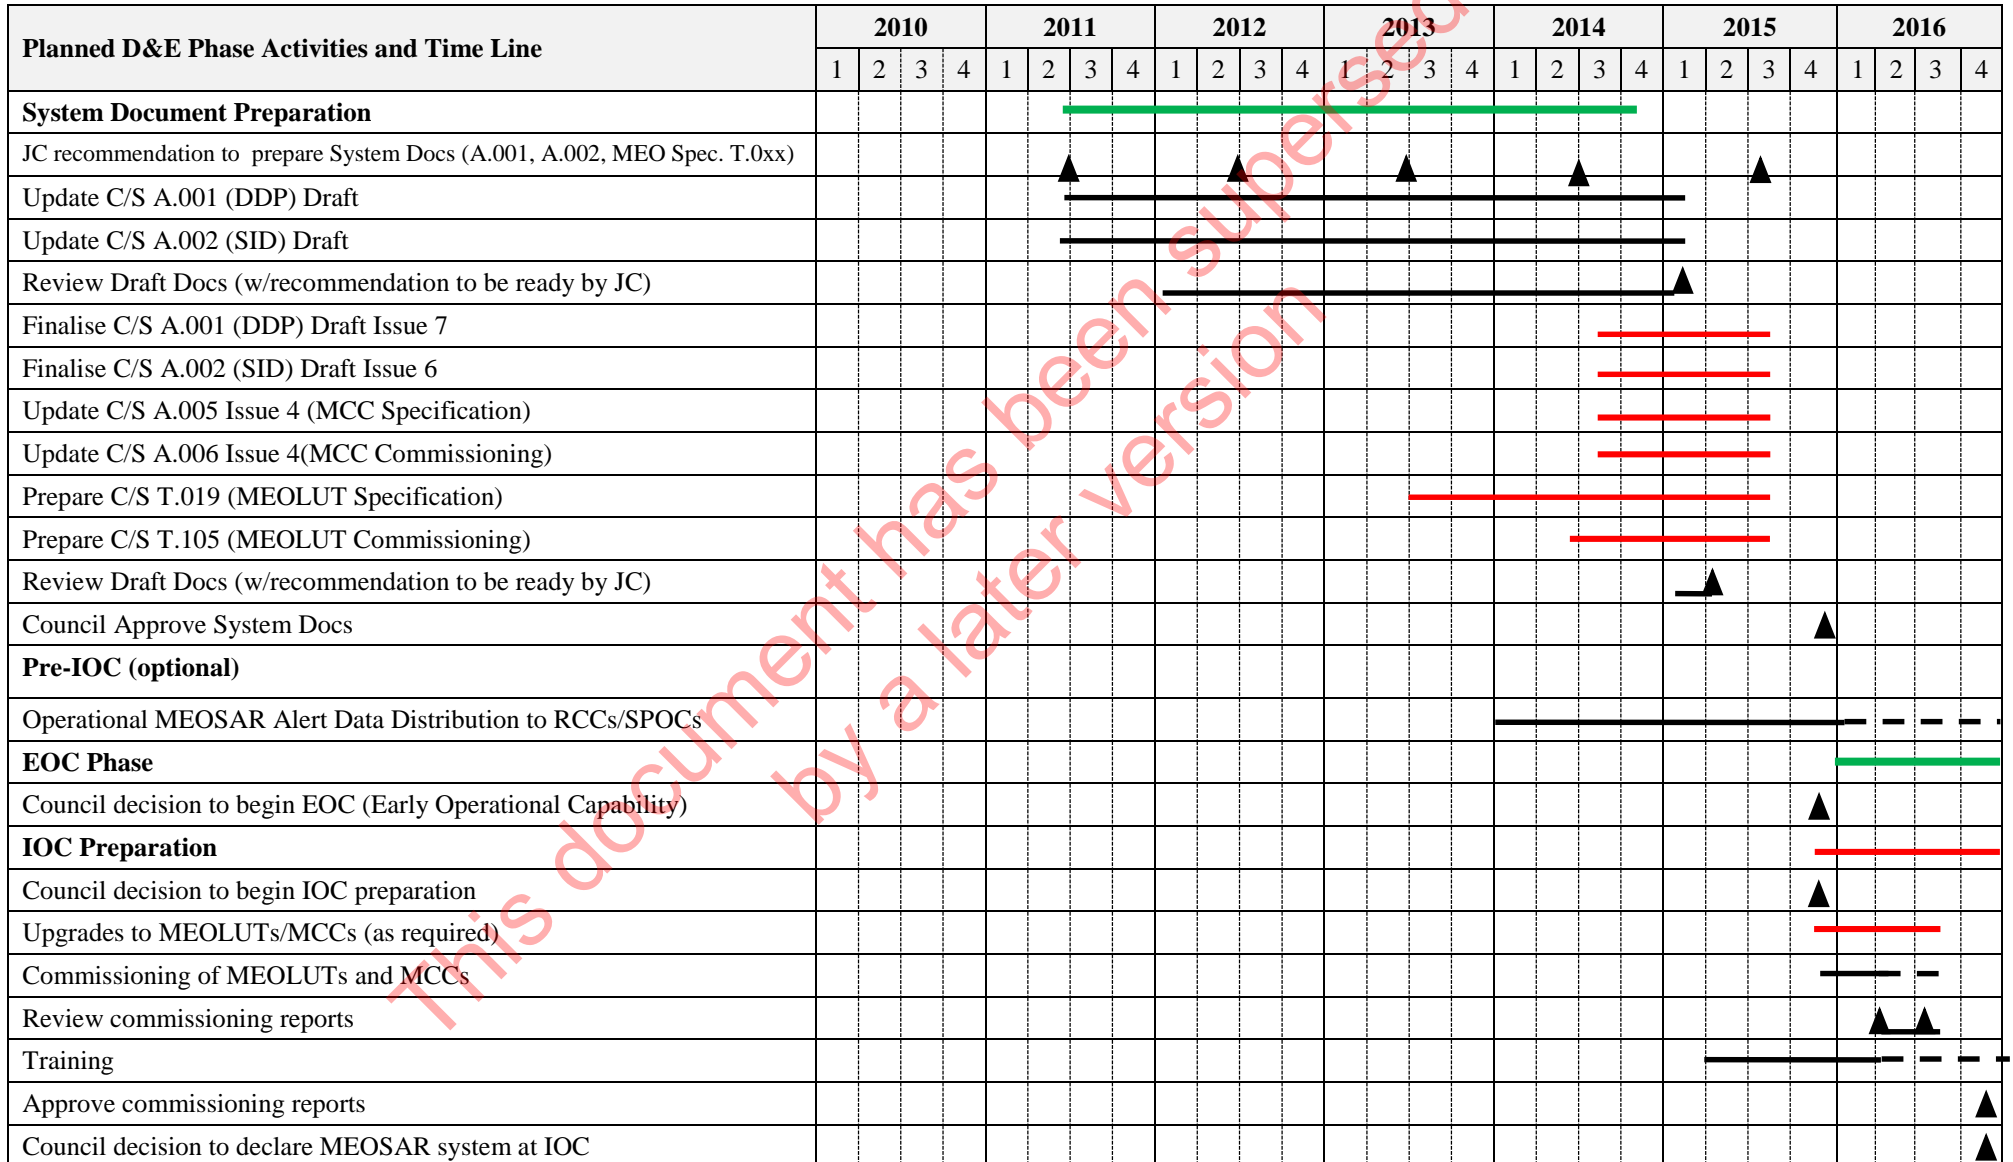 Planned D&E Phase Activities and Time Line
2010 2011 2012 2013 2014 2015 2016
1 2 3 4 1 2 3 4 1 2 3 4 1 2 3 4 1 2 3 4 1 2 3 4 1 2 3 4
System Document Preparation
JC recommendation to prepare System Docs (A.001, A.002, MEO Spec. T.0xx)
Update C/S A.001 (DDP) Draft
Update C/S A.002 (SID) Draft
Review Draft Docs (w/recommendation to be ready by JC)
Finalise C/S A.001 (DDP) Draft Issue 7
Finalise C/S A.002 (SID) Draft Issue 6
Update C/S A.005 Issue 4 (MCC Specification)
Update C/S A.006 Issue 4(MCC Commissioning)
Prepare C/S T.019 (MEOLUT Specification)
Prepare C/S T.105 (MEOLUT Commissioning)
Review Draft Docs (w/recommendation to be ready by JC)
Council Approve System Docs
Pre-IOC (optional)
Operational MEOSAR Alert Data Distribution to RCCs/SPOCs
EOC Phase
Council decision to begin EOC (Early Operational Capability)
IOC Preparation
Council decision to begin IOC preparation
Upgrades to MEOLUTs/MCCs (as required)
Commissioning of MEOLUTs and MCCs
Review commissioning reports
Training
Approve commissioning reports
Council decision to declare MEOSAR system at IOC
This document has been superseded
by a later version